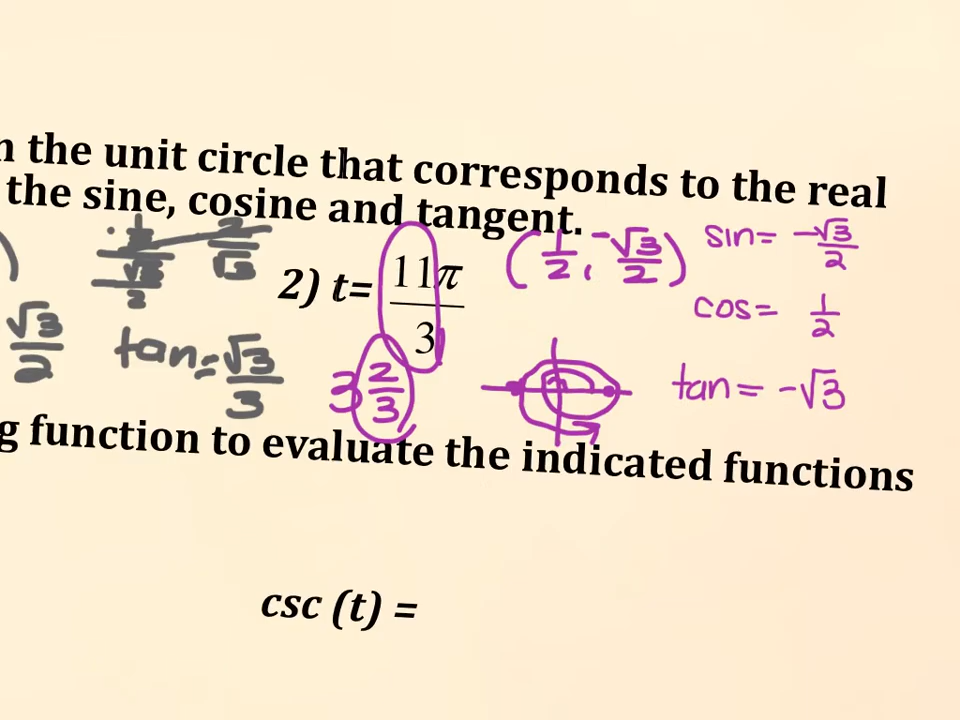 n the unit circle that corresponds to the real
the sine, cosine and tangent.
2) t= 11π/3
(1/2, -√3/2)
sin= -√3/2
cos= 1/2
tan= -√3
3 2/3
√3/2
tan=√3/3
g function to evaluate the indicated functions
csc (t) =